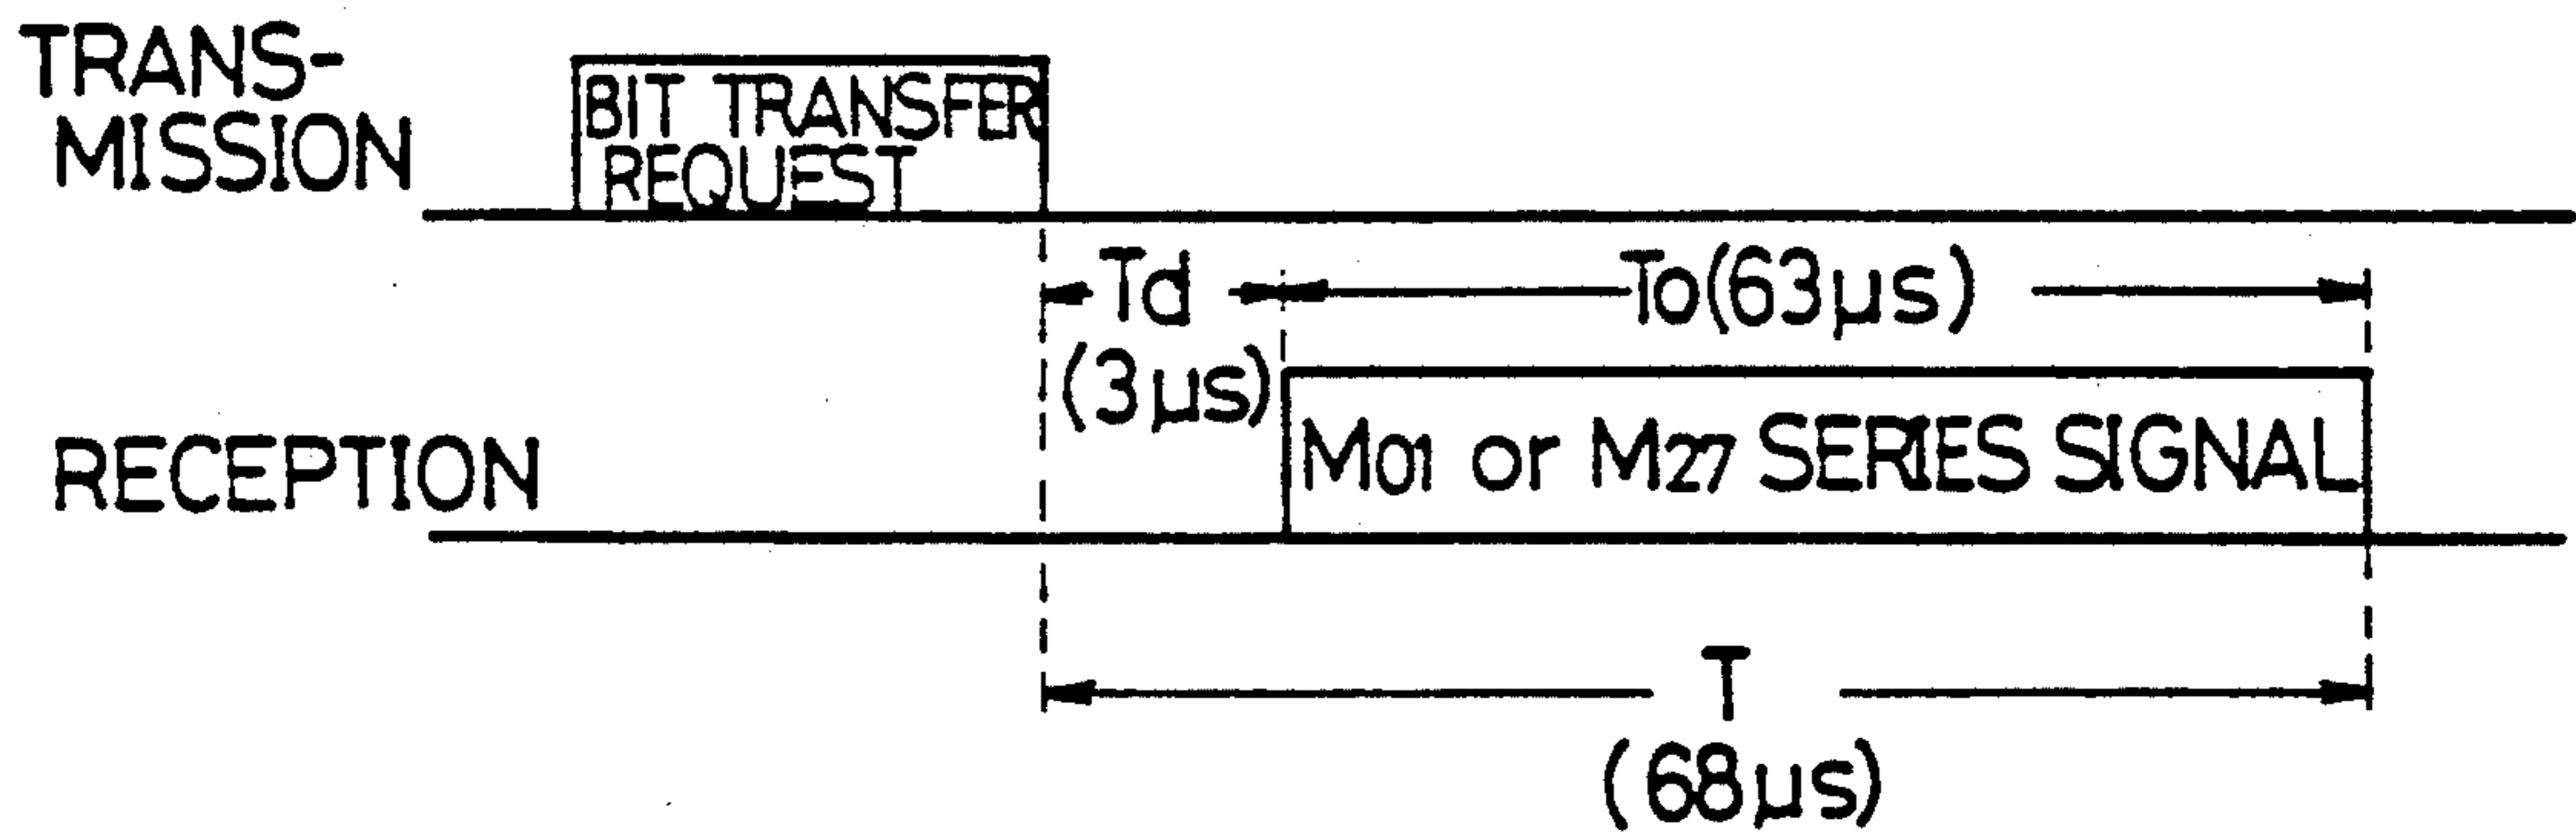 TRANS-
MISSION
BIT TRANSFER
REQUEST
Td
To(63μs)
(3μs)
RECEPTION
M01 or M27 SERIES SIGNAL
T
(68μs)